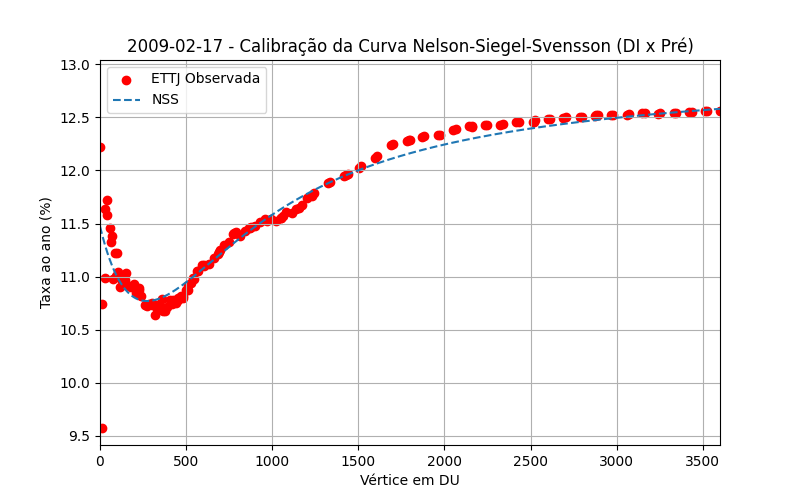 2009-02-17 - Calibração da Curva Nelson-Siegel-Svensson (DI x Pré)
ETTJ Observada
NSS
Taxa ao ano (%)
13.0
12.5
12.0
11.5
11.0
10.5
10.0
9.5
0 500 1000 1500 2000 2500 3000 3500
Vértice em DU